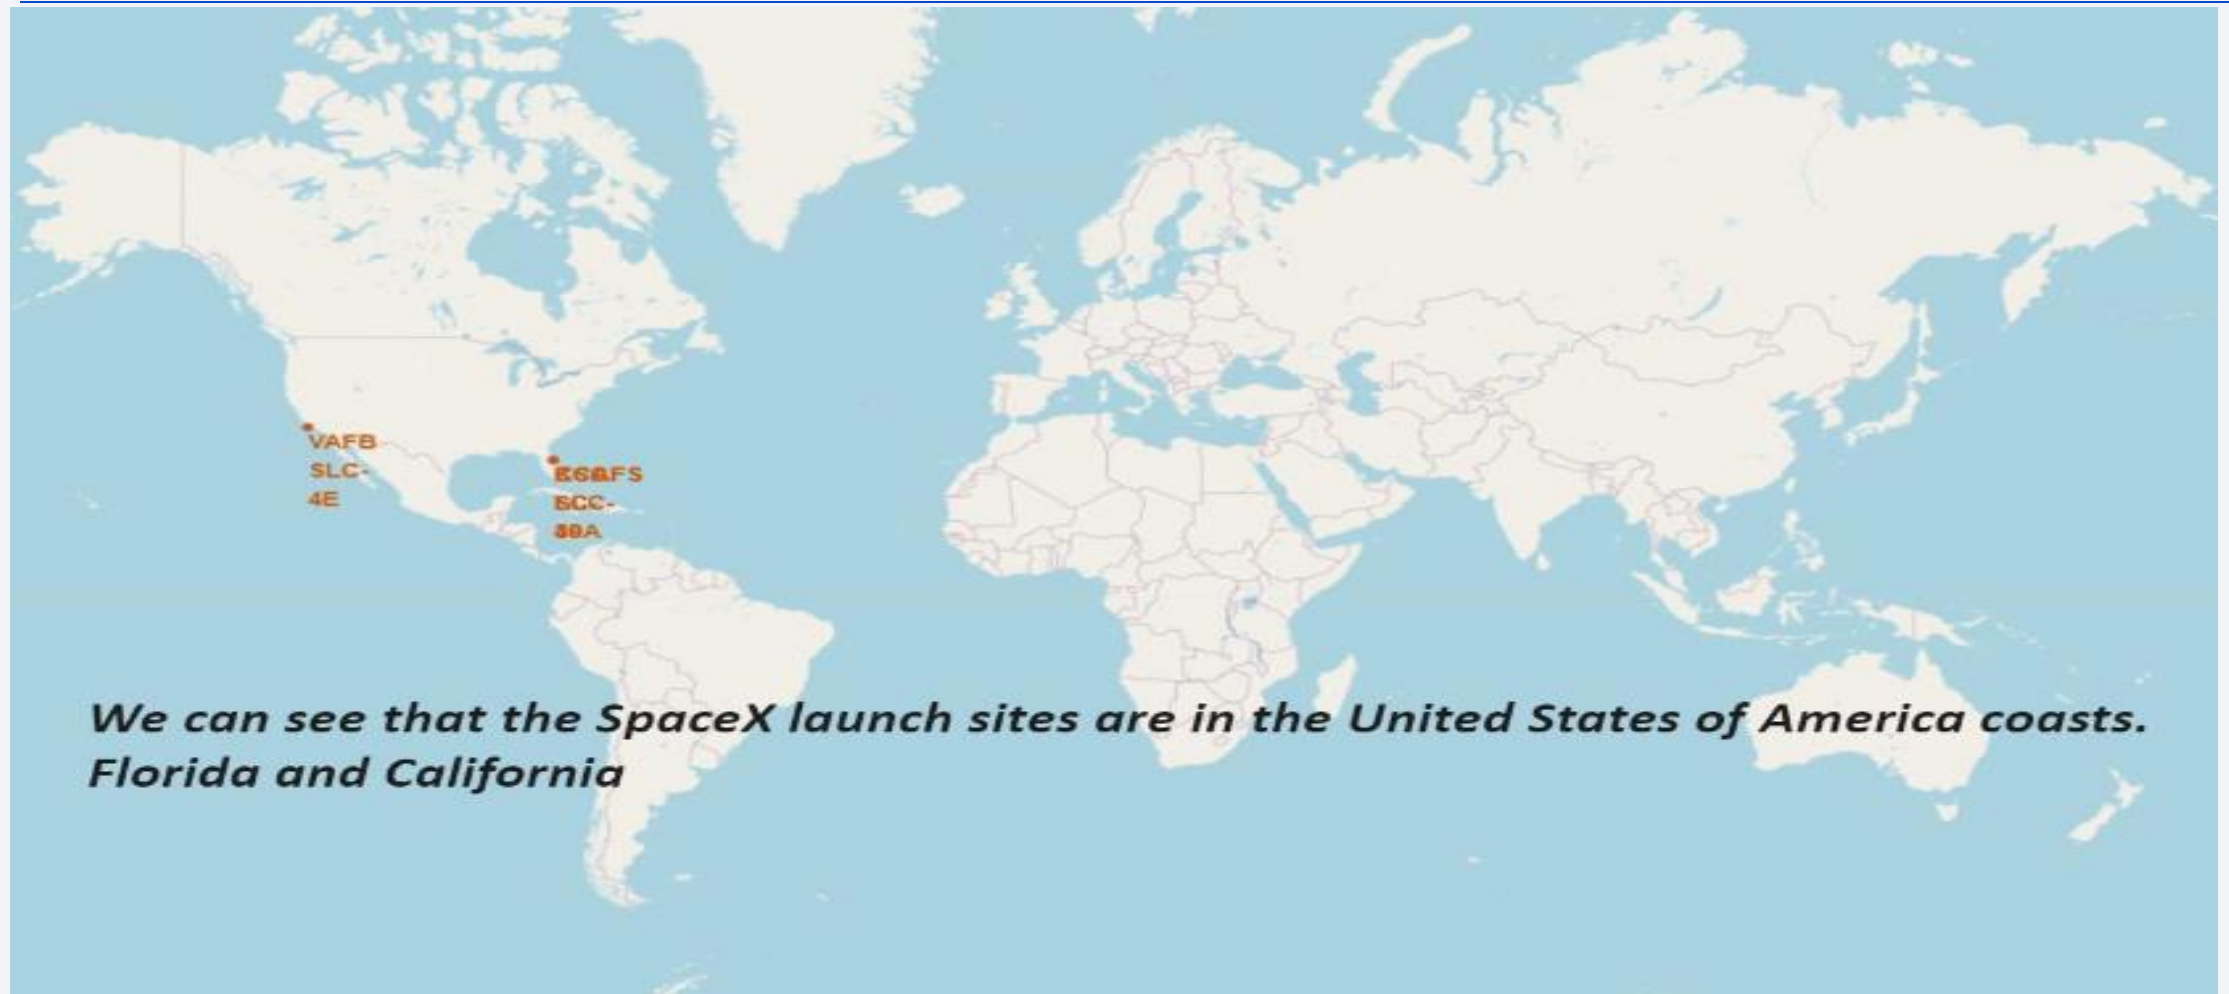 VAFB
SLC-
4E
We can see that the SpaceX launch sites are in the United States of America coasts.
Florida and California